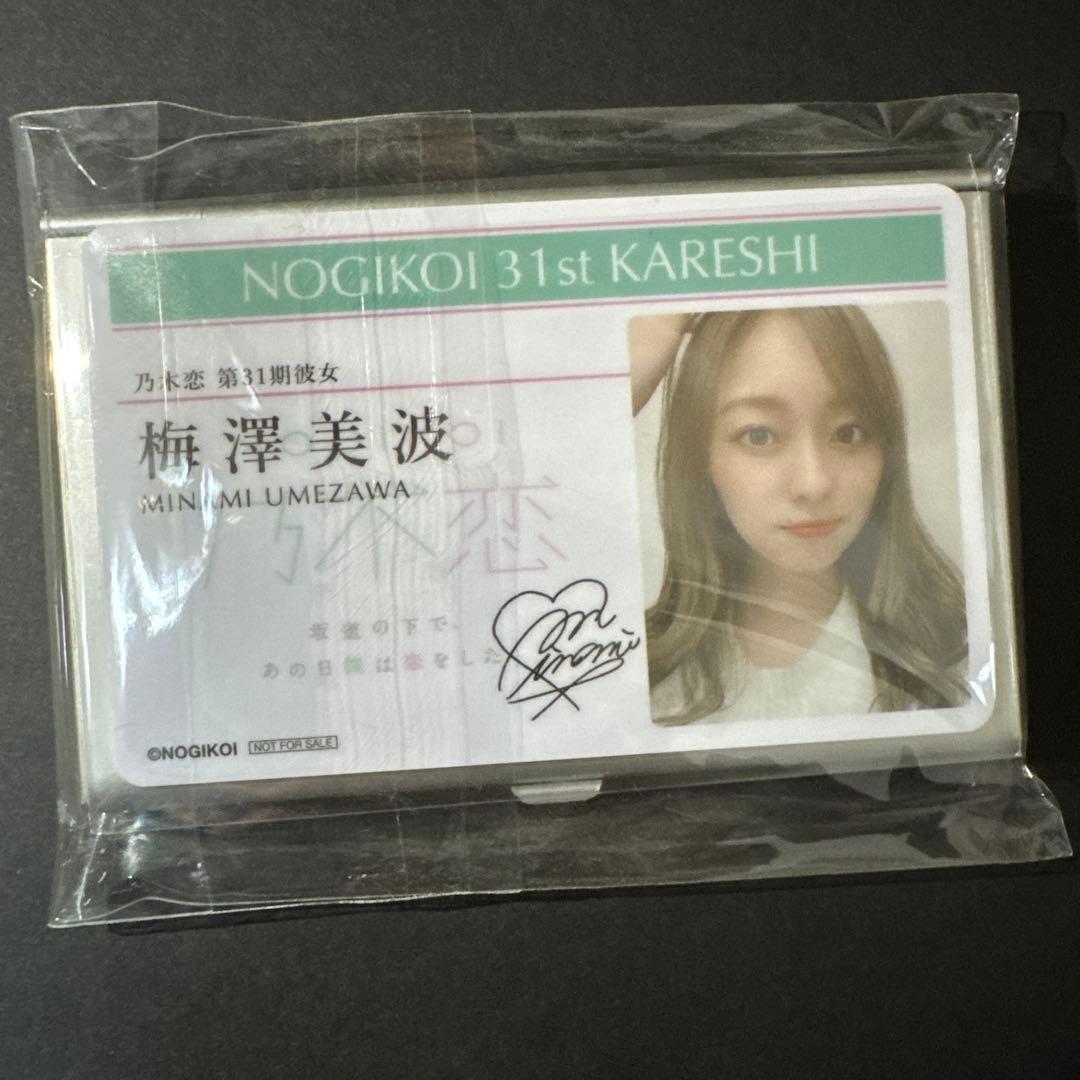 NOGIKOI 31st KARESHI
乃木恋 第31期彼女
梅澤美波
MINAMI UMEZAWA
乃木恋
坂道の下で、
あの日僕は恋をした
Minami
©NOGIKOI NOT FOR SALE